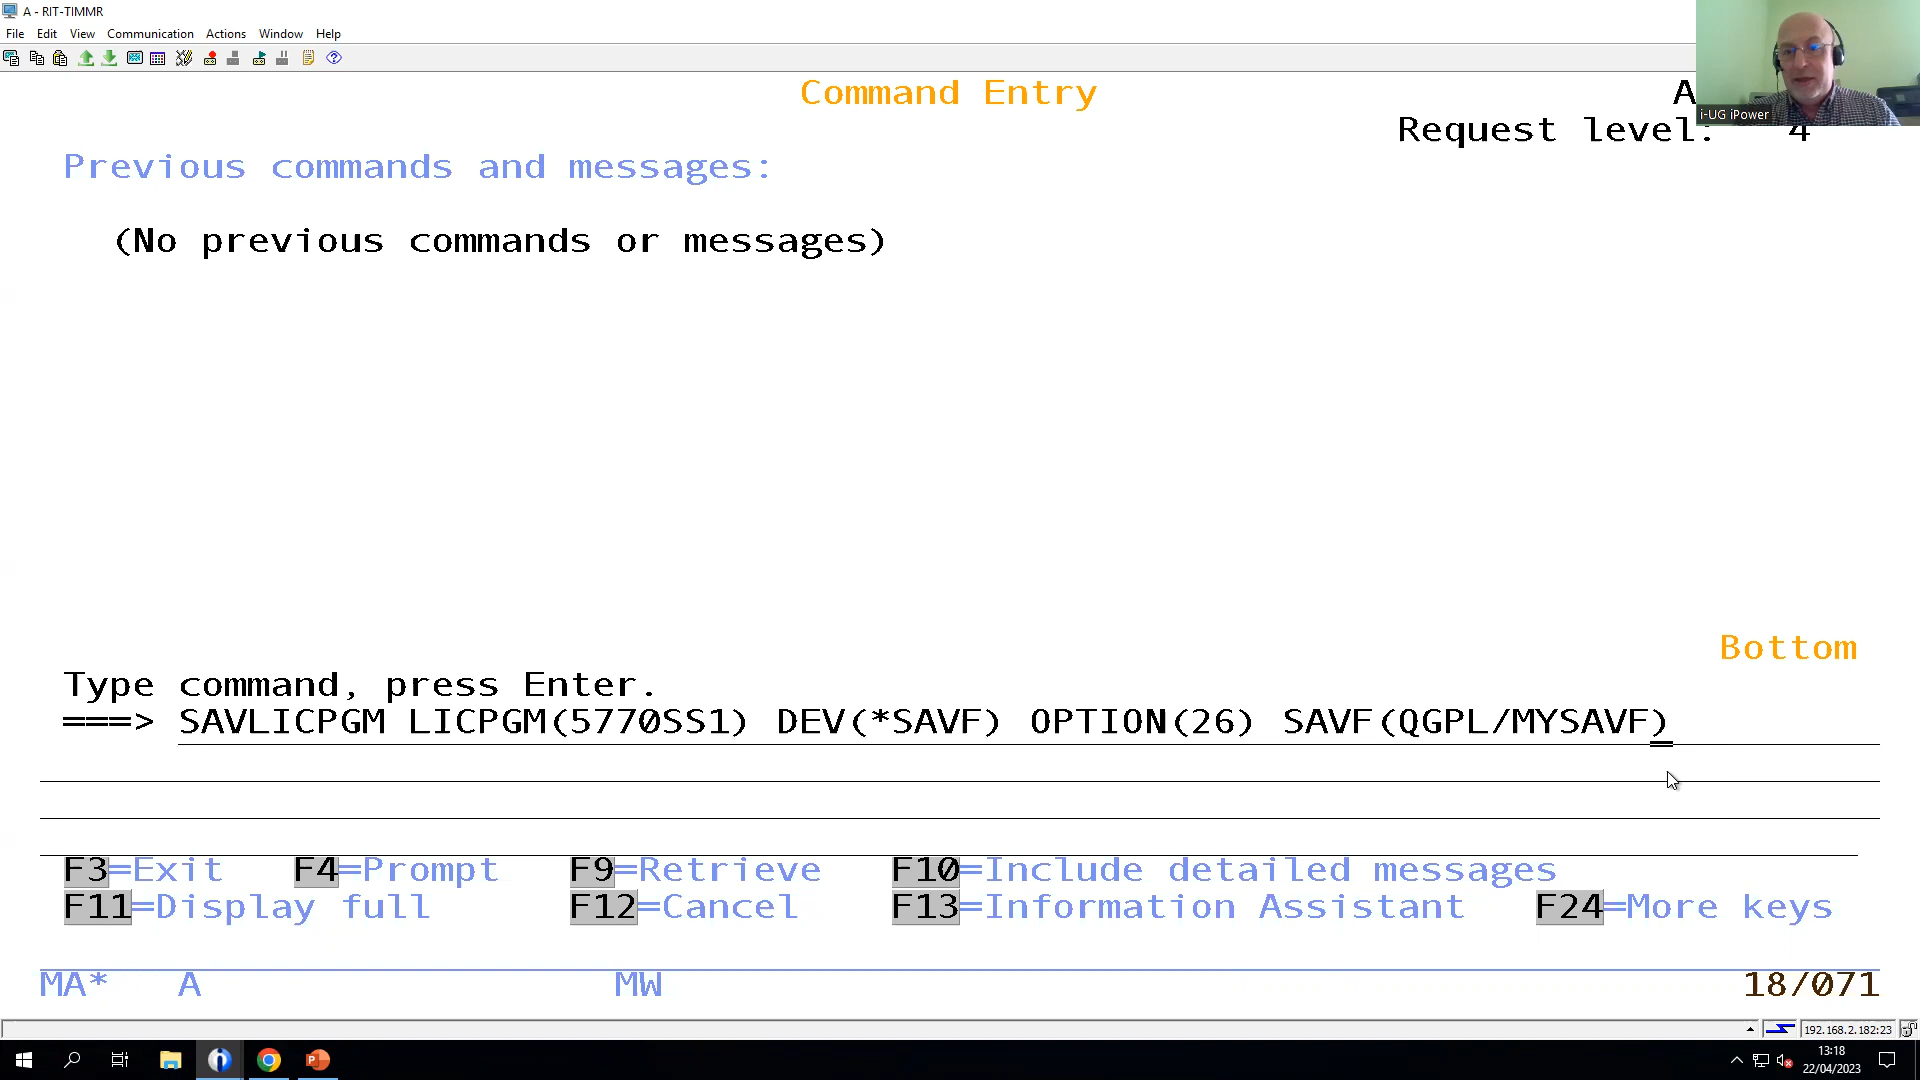 A - RIT-TIMMR
File Edit View Communication Actions Window Help
Command Entry A
i-UG iPower
Request level: 4
Previous commands and messages:
(No previous commands or messages)
Bottom
Type command, press Enter.
===> SAVLICPGM LICPGM(5770SS1) DEV(*SAVF) OPTION(26) SAVF(QGPL/MYSAVF)
F3=Exit F4=Prompt F9=Retrieve F10=Include detailed messages
F11=Display full F12=Cancel F13=Information Assistant F24=More keys
MA* A MW 18/071
192.168.2.182:23
13:18
22/04/2023